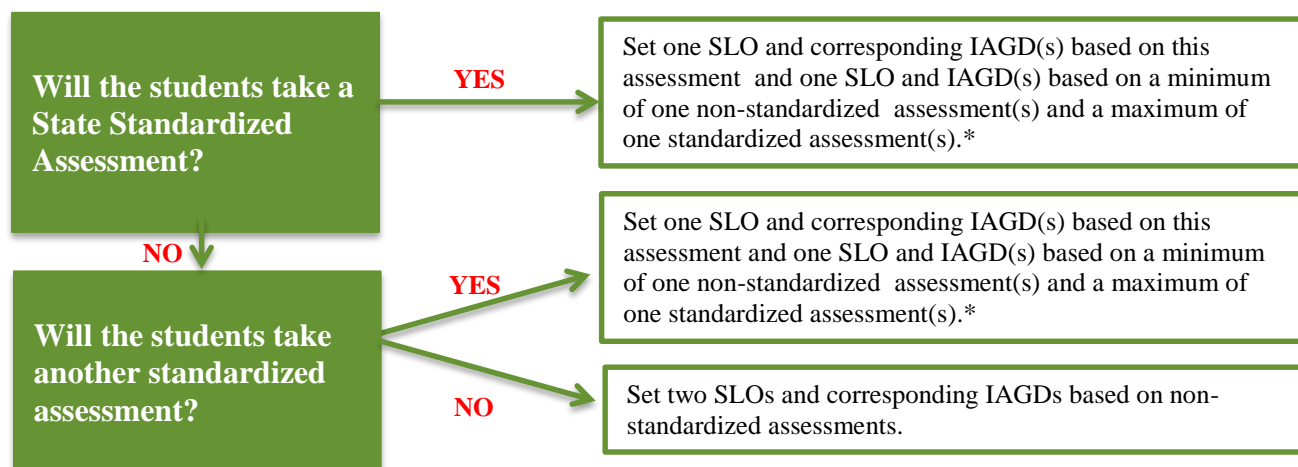 Will the students take a
State Standardized
Assessment?
YES
Set one SLO and corresponding IAGD(s) based on this
assessment and one SLO and IAGD(s) based on a minimum
of one non-standardized assessment(s) and a maximum of
one standardized assessment(s).*
NO
Will the students take
another standardized
assessment?
YES
Set one SLO and corresponding IAGD(s) based on this
assessment and one SLO and IAGD(s) based on a minimum
of one non-standardized assessment(s) and a maximum of
one standardized assessment(s).*
NO
Set two SLOs and corresponding IAGDs based on non-
standardized assessments.